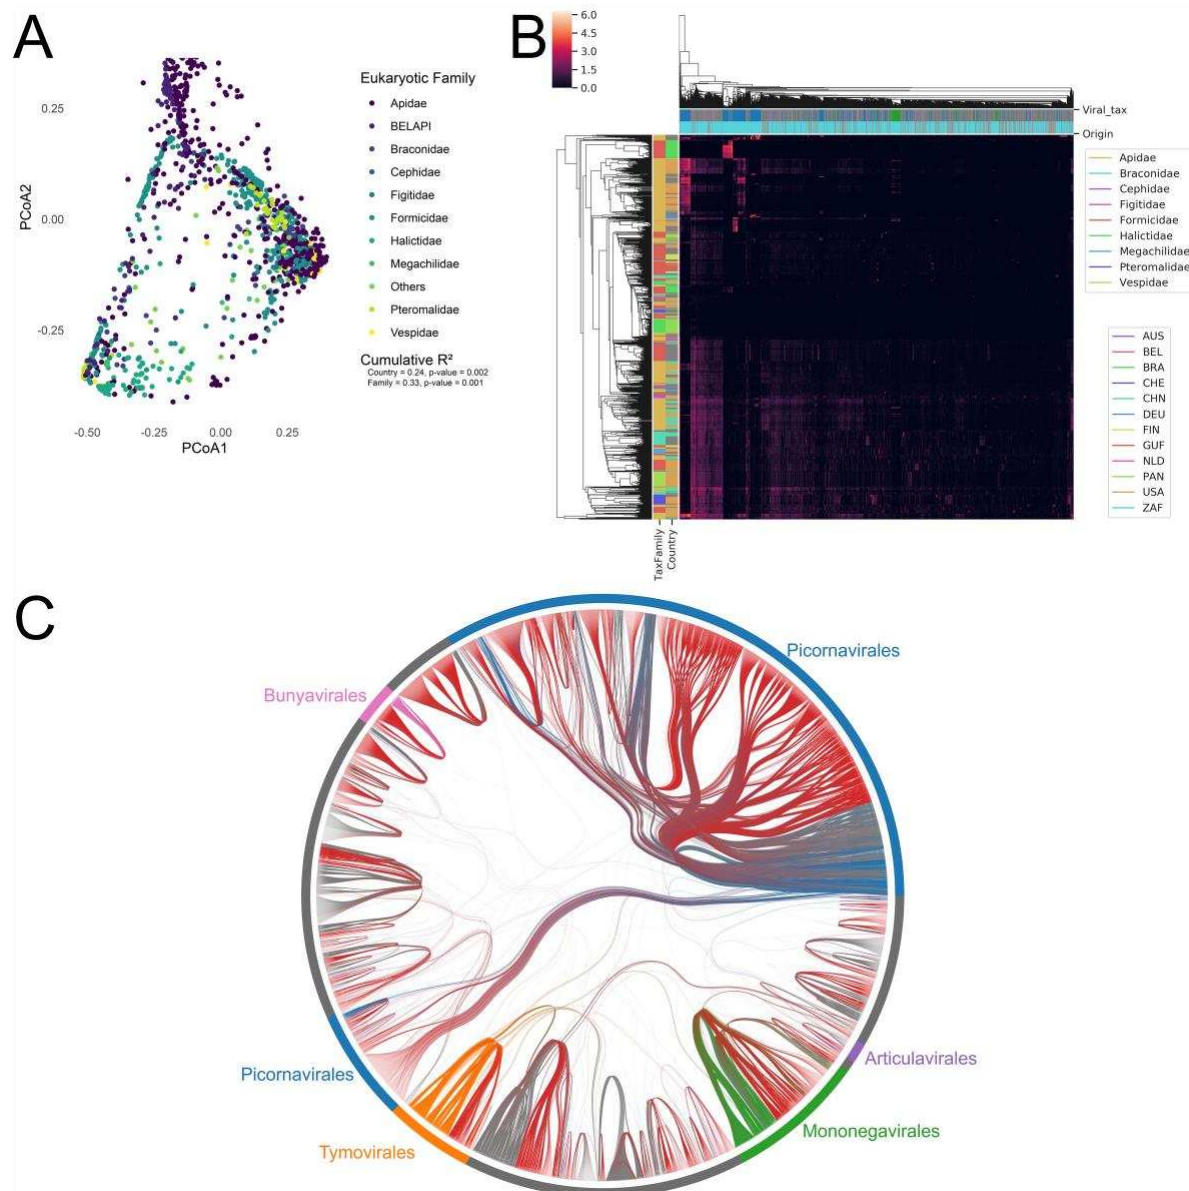 A
0.25
0.00
-0.25
PCoA2
-0.50 -0.25 0.00 0.25
PCoA1
Eukaryotic Family
Apidae
BELAPI
Braconidae
Cephidae
Figitidae
Formicidae
Halictidae
Megachilidae
Others
Pteromalidae
Vespidae
Cumulative R²
Country = 0.24, p-value = 0.002
Family = 0.33, p-value = 0.001
B
6.0
4.5
3.0
1.5
0.0
Viral_tax
Origin
TaxFamily
Country
Apidae
Braconidae
Cephidae
Figitidae
Formicidae
Halictidae
Megachilidae
Pteromalidae
Vespidae
AUS
BEL
BRA
CHE
CHN
DEU
FIN
GUF
NLD
PAN
USA
ZAF
C
Picornavirales
Bunyavirales
Articulavirales
Picornavirales
Mononegavirales
Tymovirales